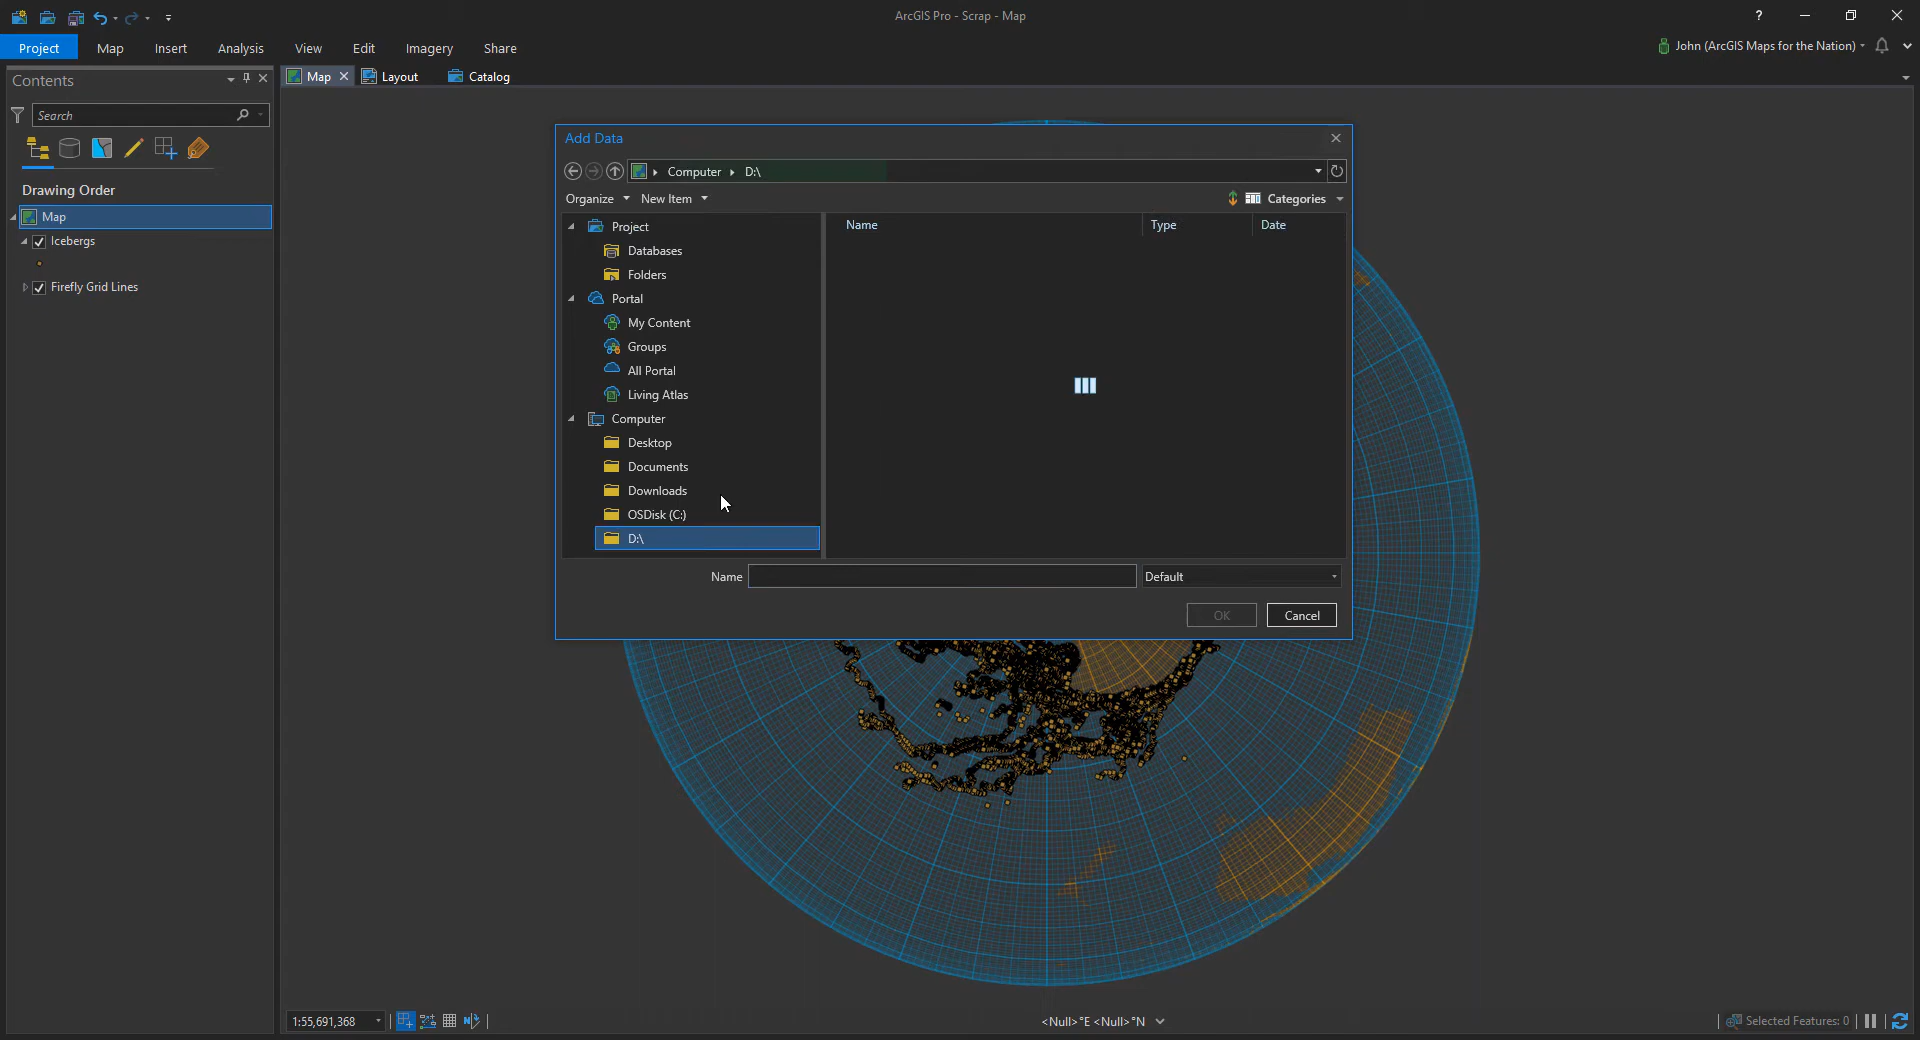 ArcGIS Pro - Scrap - Map
?
Project
Map
Insert
Analysis
View
Edit
Imagery
Share
John (ArcGIS Maps for the Nation)
Contents
Map
Layout
Catalog
Search
Drawing Order
Map
Icebergs
Firefly Grid Lines
Add Data
Computer
D:\
Organize
New Item
Categories
Project
Databases
Folders
Portal
My Content
Groups
All Portal
Living Atlas
Computer
Desktop
Documents
Downloads
OSDisk (C:)
D:\
Name
Type
Date
Name
Default
OK
Cancel
1:55,691,368
<Null>°E <Null>°N
Selected Features: 0